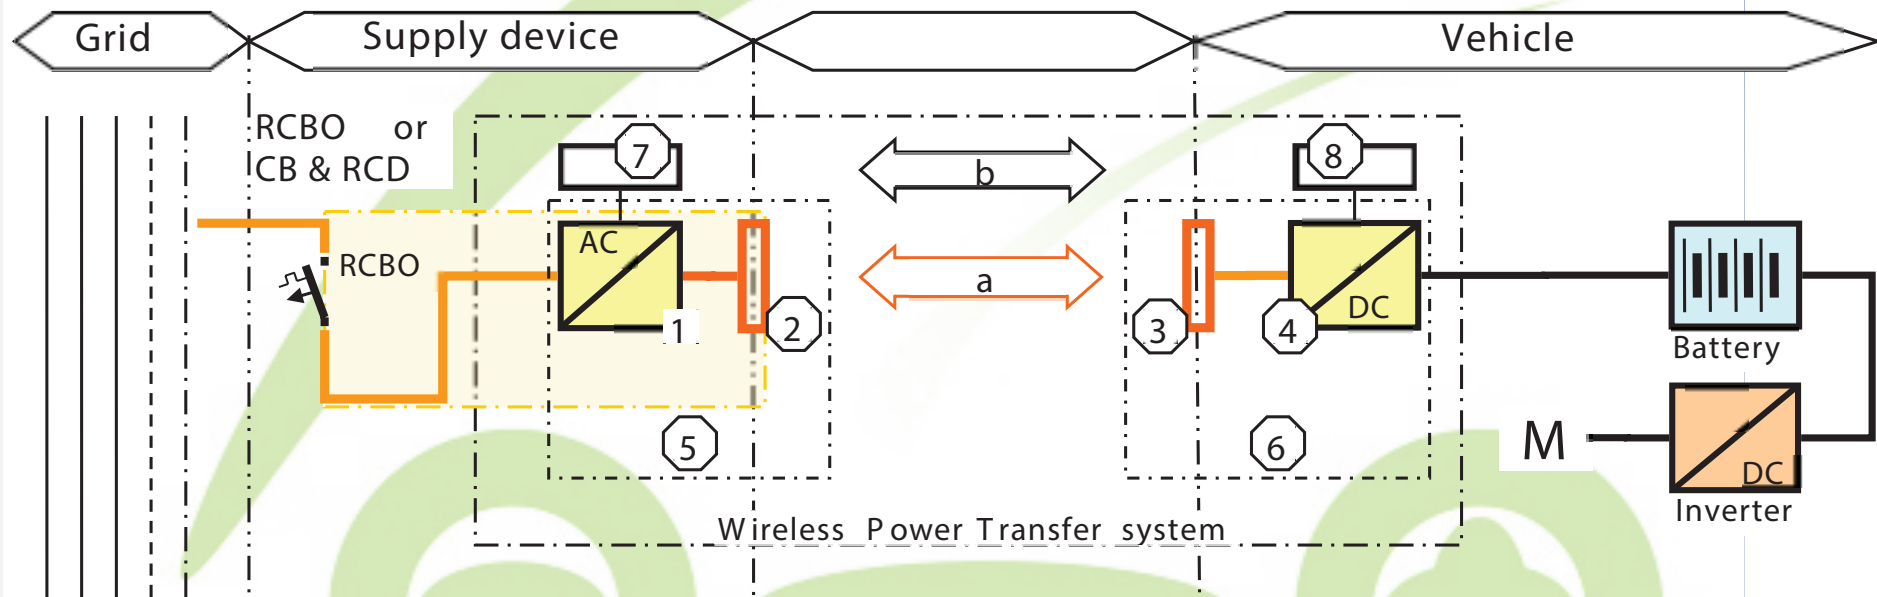 Grid
Supply device
Vehicle
RCBO or
CB & RCD
7
8
b
AC
RCBO
a
1
2
3
4
DC
Battery
5
6
M
DC
Inverter
Wireless Power Transfer system